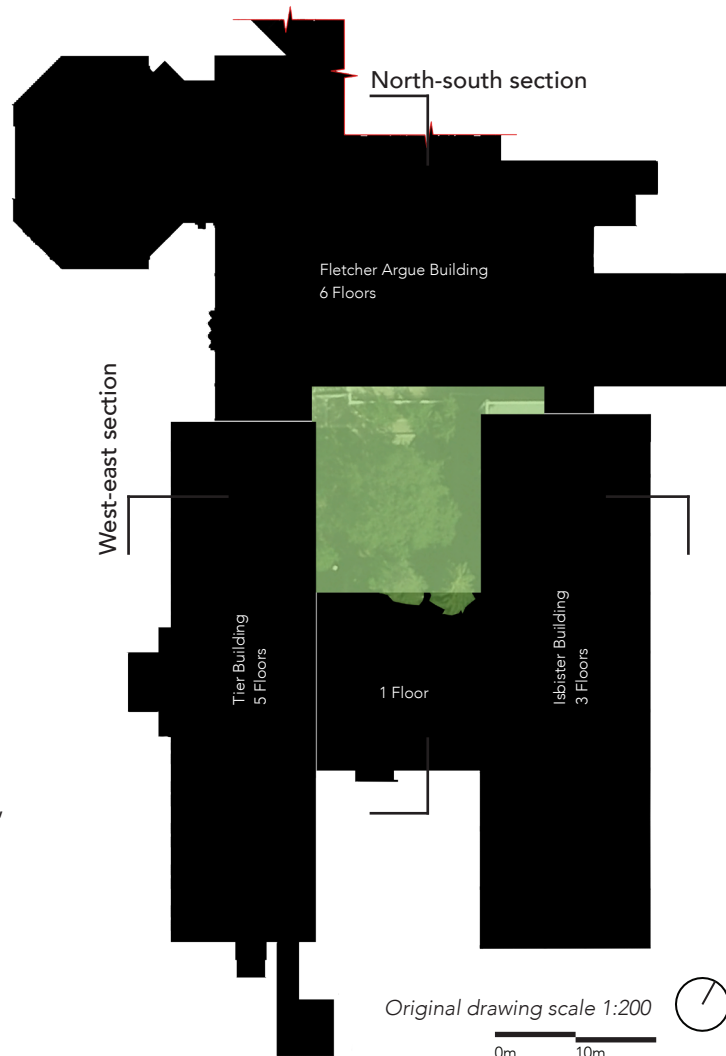 North-south section
Fletcher Argue Building
6 Floors
West-east section
Tier Building
5 Floors
1 Floor
Isbister Building
3 Floors
Original drawing scale 1:200
0m
10m